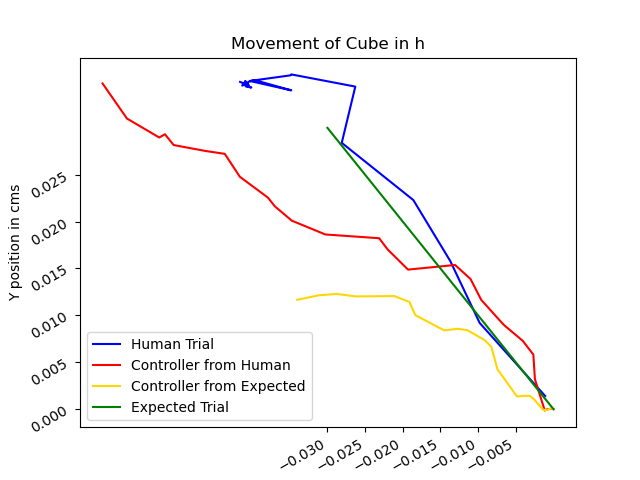 Movement of Cube in h
Y position in cms
0.025
0.020
0.015
0.010
0.005
0.000
Human Trial
Controller from Human
Controller from Expected
Expected Trial
−0.030
−0.025
−0.020
−0.015
−0.010
−0.005